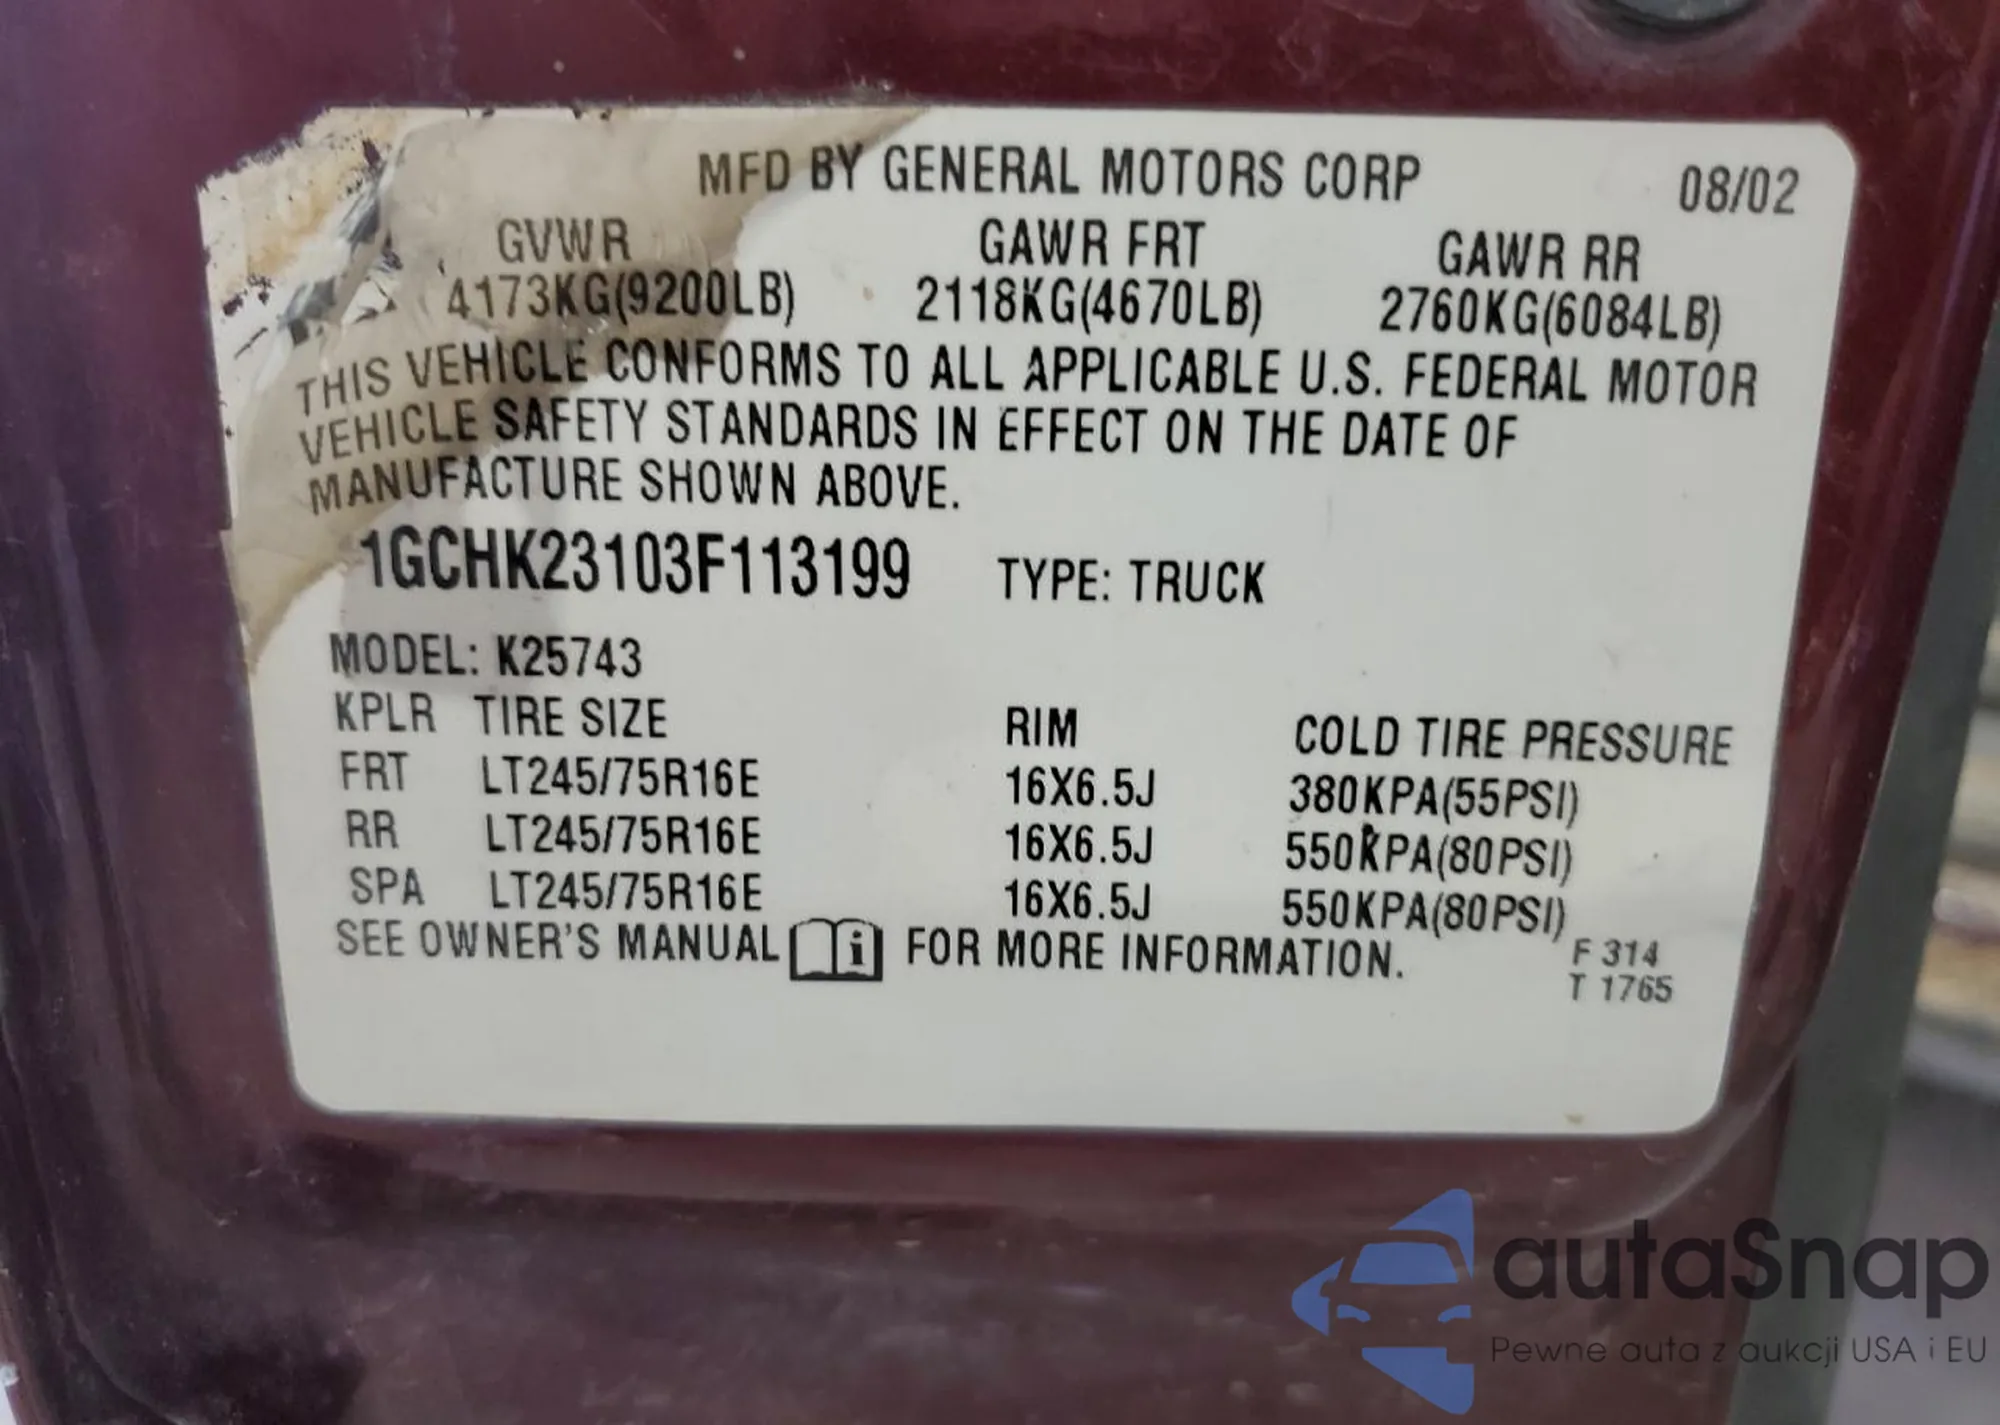 MFD BY GENERAL MOTORS CORP 08/02
GVWR GAWR FRT GAWR RR
4173KG(9200LB) 2118KG(4670LB) 2760KG(6084LB)
THIS VEHICLE CONFORMS TO ALL APPLICABLE U.S. FEDERAL MOTOR
VEHICLE SAFETY STANDARDS IN EFFECT ON THE DATE OF
MANUFACTURE SHOWN ABOVE.
1GCHK23103F113199 TYPE: TRUCK
MODEL: K25743
KPLR TIRE SIZE RIM COLD TIRE PRESSURE
FRT LT245/75R16E 16X6.5J 380KPA(55PSI)
RR LT245/75R16E 16X6.5J 550KPA(80PSI)
SPA LT245/75R16E 16X6.5J 550KPA(80PSI)
SEE OWNER'S MANUAL i FOR MORE INFORMATION.
F 314
T 1765
autaSnap
Pewne auta z aukcji USA i EU